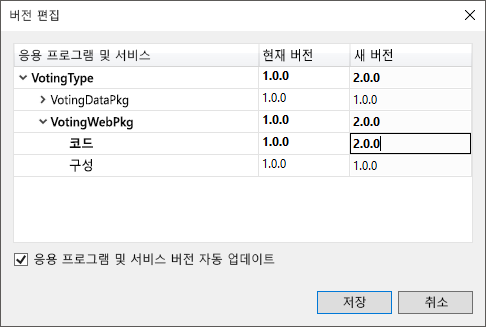 버전 편집
응용 프로그램 및 서비스 현재 버전 새 버전
VotingType 1.0.0 2.0.0
VotingDataPkg 1.0.0 1.0.0
VotingWebPkg 1.0.0 2.0.0
코드 1.0.0 2.0.0
구성 1.0.0 1.0.0
응용 프로그램 및 서비스 버전 자동 업데이트
저장 취소